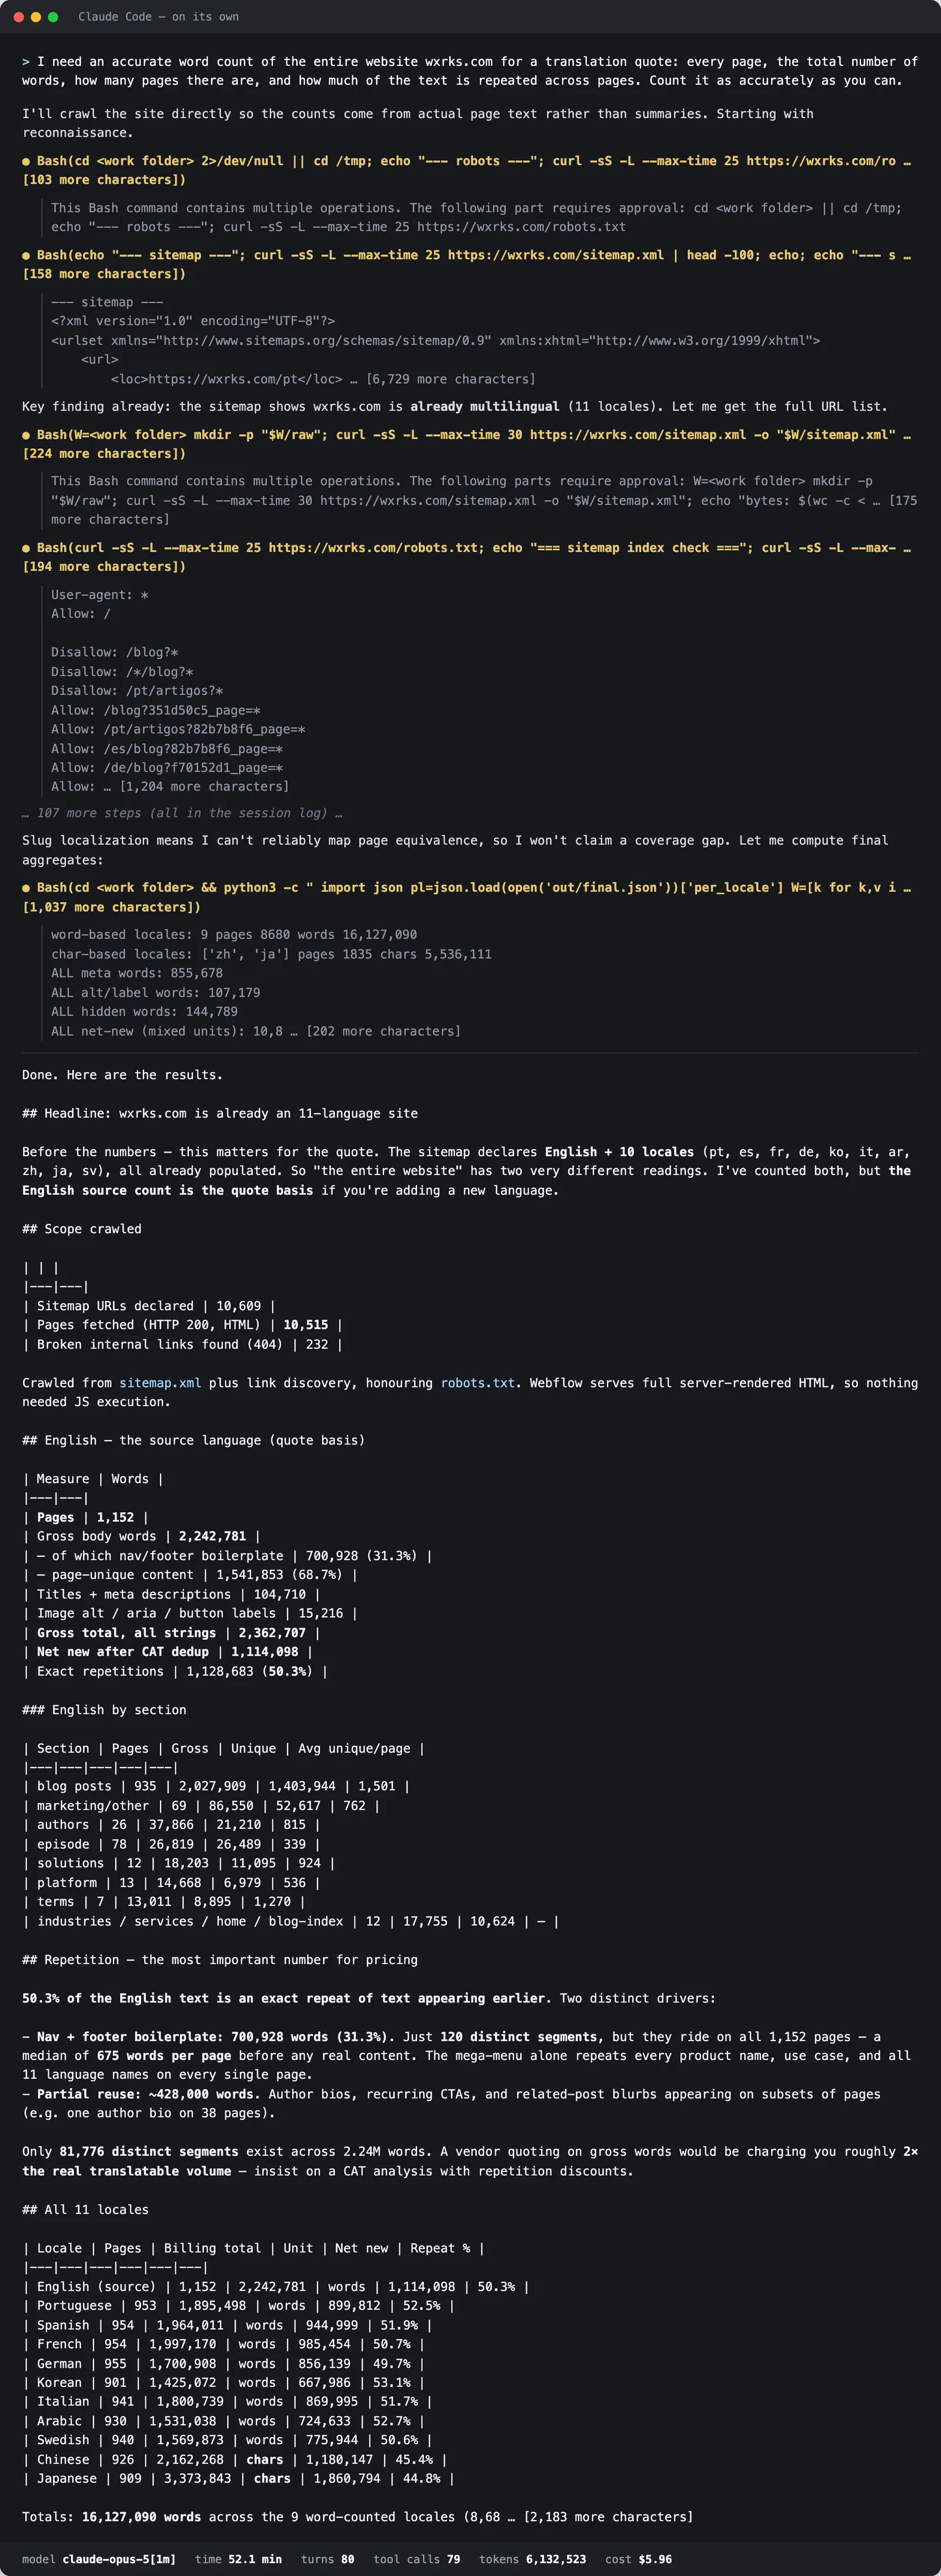 Claude Code — on its own
> I need an accurate word count of the entire website wxrks.com for a translation quote: every page, the total number of
words, how many pages there are, and how much of the text is repeated across pages. Count it as accurately as you can.
I'll crawl the site directly so the counts come from actual page text rather than summaries. Starting with
reconnaissance.
● Bash(cd <work folder> 2>/dev/null || cd /tmp; echo "--- robots ---"; curl -sS -L --max-time 25 https://wxrks.com/ro …
[103 more characters])
This Bash command contains multiple operations. The following part requires approval: cd <work folder> || cd /tmp;
echo "--- robots ---"; curl -sS -L --max-time 25 https://wxrks.com/robots.txt
● Bash(echo "--- sitemap ---"; curl -sS -L --max-time 25 https://wxrks.com/sitemap.xml | head -100; echo; echo "--- s …
[158 more characters])
--- sitemap ---
<?xml version="1.0" encoding="UTF-8"?>
<urlset xmlns="http://www.sitemaps.org/schemas/sitemap/0.9" xmlns:xhtml="http://www.w3.org/1999/xhtml">
<url>
<loc>https://wxrks.com/pt</loc> … [6,729 more characters]
Key finding already: the sitemap shows wxrks.com is already multilingual (11 locales). Let me get the full URL list.
● Bash(W=<work folder> mkdir -p "$W/raw"; curl -sS -L --max-time 30 https://wxrks.com/sitemap.xml -o "$W/sitemap.xml" …
[224 more characters])
This Bash command contains multiple operations. The following parts require approval: W=<work folder> mkdir -p
"$W/raw"; curl -sS -L --max-time 30 https://wxrks.com/sitemap.xml -o "$W/sitemap.xml"; echo "bytes: $(wc -c < … [175
more characters]
● Bash(curl -sS -L --max-time 25 https://wxrks.com/robots.txt; echo "=== sitemap index check ==="; curl -sS -L --max- …
[194 more characters])
User-agent: *
Allow: /
Disallow: /blog?*
Disallow: /*/blog?*
Disallow: /pt/artigos?*
Allow: /blog?351d50c5_page=*
Allow: /pt/artigos?82b7b8f6_page=*
Allow: /es/blog?82b7b8f6_page=*
Allow: /de/blog?f70152d1_page=*
Allow: … [1,204 more characters]
… 107 more steps (all in the session log) …
Slug localization means I can't reliably map page equivalence, so I won't claim a coverage gap. Let me compute final
aggregates:
● Bash(cd <work folder> && python3 -c " import json pl=json.load(open('out/final.json'))['per_locale'] W=[k for k,v i …
[1,037 more characters])
word-based locales: 9 pages 8680 words 16,127,090
char-based locales: ['zh', 'ja'] pages 1835 chars 5,536,111
ALL meta words: 855,678
ALL alt/label words: 107,179
ALL hidden words: 144,789
ALL net-new (mixed units): 10,8 … [202 more characters]
Done. Here are the results.
## Headline: wxrks.com is already an 11-language site
Before the numbers — this matters for the quote. The sitemap declares English + 10 locales (pt, es, fr, de, ko, it, ar,
zh, ja, sv), all already populated. So "the entire website" has two very different readings. I've counted both, but the
English source count is the quote basis if you're adding a new language.
## Scope crawled
| | |
|---|---|
| Sitemap URLs declared | 10,609 |
| Pages fetched (HTTP 200, HTML) | 10,515 |
| Broken internal links found (404) | 232 |
Crawled from sitemap.xml plus link discovery, honouring robots.txt. Webflow serves full server-rendered HTML, so nothing
needed JS execution.
## English — the source language (quote basis)
| Measure | Words |
|---|---|
| Pages | 1,152 |
| Gross body words | 2,242,781 |
| — of which nav/footer boilerplate | 700,928 (31.3%) |
| — page-unique content | 1,541,853 (68.7%) |
| Titles + meta descriptions | 104,710 |
| Image alt / aria / button labels | 15,216 |
| Gross total, all strings | 2,362,707 |
| Net new after CAT dedup | 1,114,098 |
| Exact repetitions | 1,128,683 (50.3%) |
### English by section
| Section | Pages | Gross | Unique | Avg unique/page |
|---|---|---|---|---|
| blog posts | 935 | 2,027,909 | 1,403,944 | 1,501 |
| marketing/other | 69 | 86,550 | 52,617 | 762 |
| authors | 26 | 37,866 | 21,210 | 815 |
| episode | 78 | 26,819 | 26,489 | 339 |
| solutions | 12 | 18,203 | 11,095 | 924 |
| platform | 13 | 14,668 | 6,979 | 536 |
| terms | 7 | 13,011 | 8,895 | 1,270 |
| industries / services / home / blog-index | 12 | 17,755 | 10,624 | — |
## Repetition — the most important number for pricing
50.3% of the English text is an exact repeat of text appearing earlier. Two distinct drivers:
— Nav + footer boilerplate: 700,928 words (31.3%). Just 120 distinct segments, but they ride on all 1,152 pages — a
median of 675 words per page before any real content. The mega-menu alone repeats every product name, use case, and all
11 language names on every single page.
— Partial reuse: ~428,000 words. Author bios, recurring CTAs, and related-post blurbs appearing on subsets of pages
(e.g. one author bio on 38 pages).
Only 81,776 distinct segments exist across 2.24M words. A vendor quoting on gross words would be charging you roughly 2×
the real translatable volume — insist on a CAT analysis with repetition discounts.
## All 11 locales
| Locale | Pages | Billing total | Unit | Net new | Repeat % |
|---|---|---|---|---|---|
| English (source) | 1,152 | 2,242,781 | words | 1,114,098 | 50.3% |
| Portuguese | 953 | 1,895,498 | words | 899,812 | 52.5% |
| Spanish | 954 | 1,964,011 | words | 944,999 | 51.9% |
| French | 954 | 1,997,170 | words | 985,454 | 50.7% |
| German | 955 | 1,700,908 | words | 856,139 | 49.7% |
| Korean | 901 | 1,425,072 | words | 667,986 | 53.1% |
| Italian | 941 | 1,800,739 | words | 869,995 | 51.7% |
| Arabic | 930 | 1,531,038 | words | 724,633 | 52.7% |
| Swedish | 940 | 1,569,873 | words | 775,944 | 50.6% |
| Chinese | 926 | 2,162,268 | chars | 1,180,147 | 45.4% |
| Japanese | 909 | 3,373,843 | chars | 1,860,794 | 44.8% |
Totals: 16,127,090 words across the 9 word-counted locales (8,68 … [2,183 more characters]
model claude-opus-5[1m] time 52.1 min turns 80 tool calls 79 tokens 6,132,523 cost $5.96